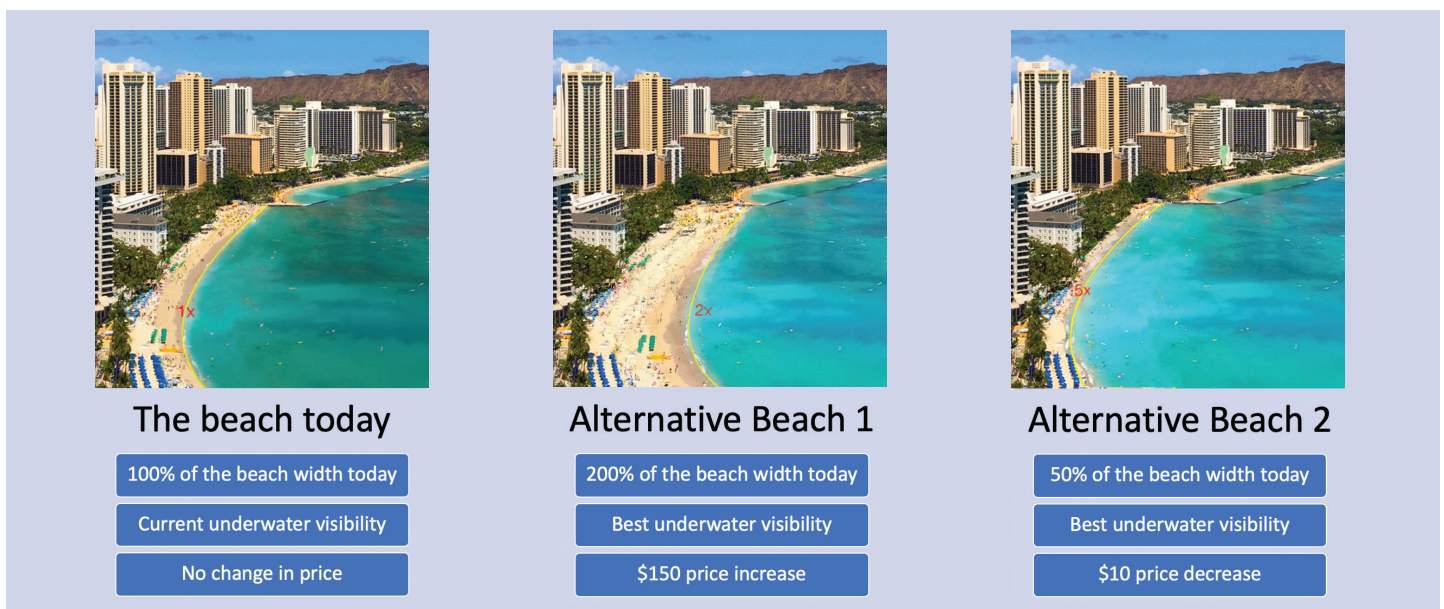 1x
2x
.5x
The beach today
Alternative Beach 1
Alternative Beach 2
100% of the beach width today
200% of the beach width today
50% of the beach width today
Current underwater visibility
Best underwater visibility
Best underwater visibility
No change in price
$150 price increase
$10 price decrease